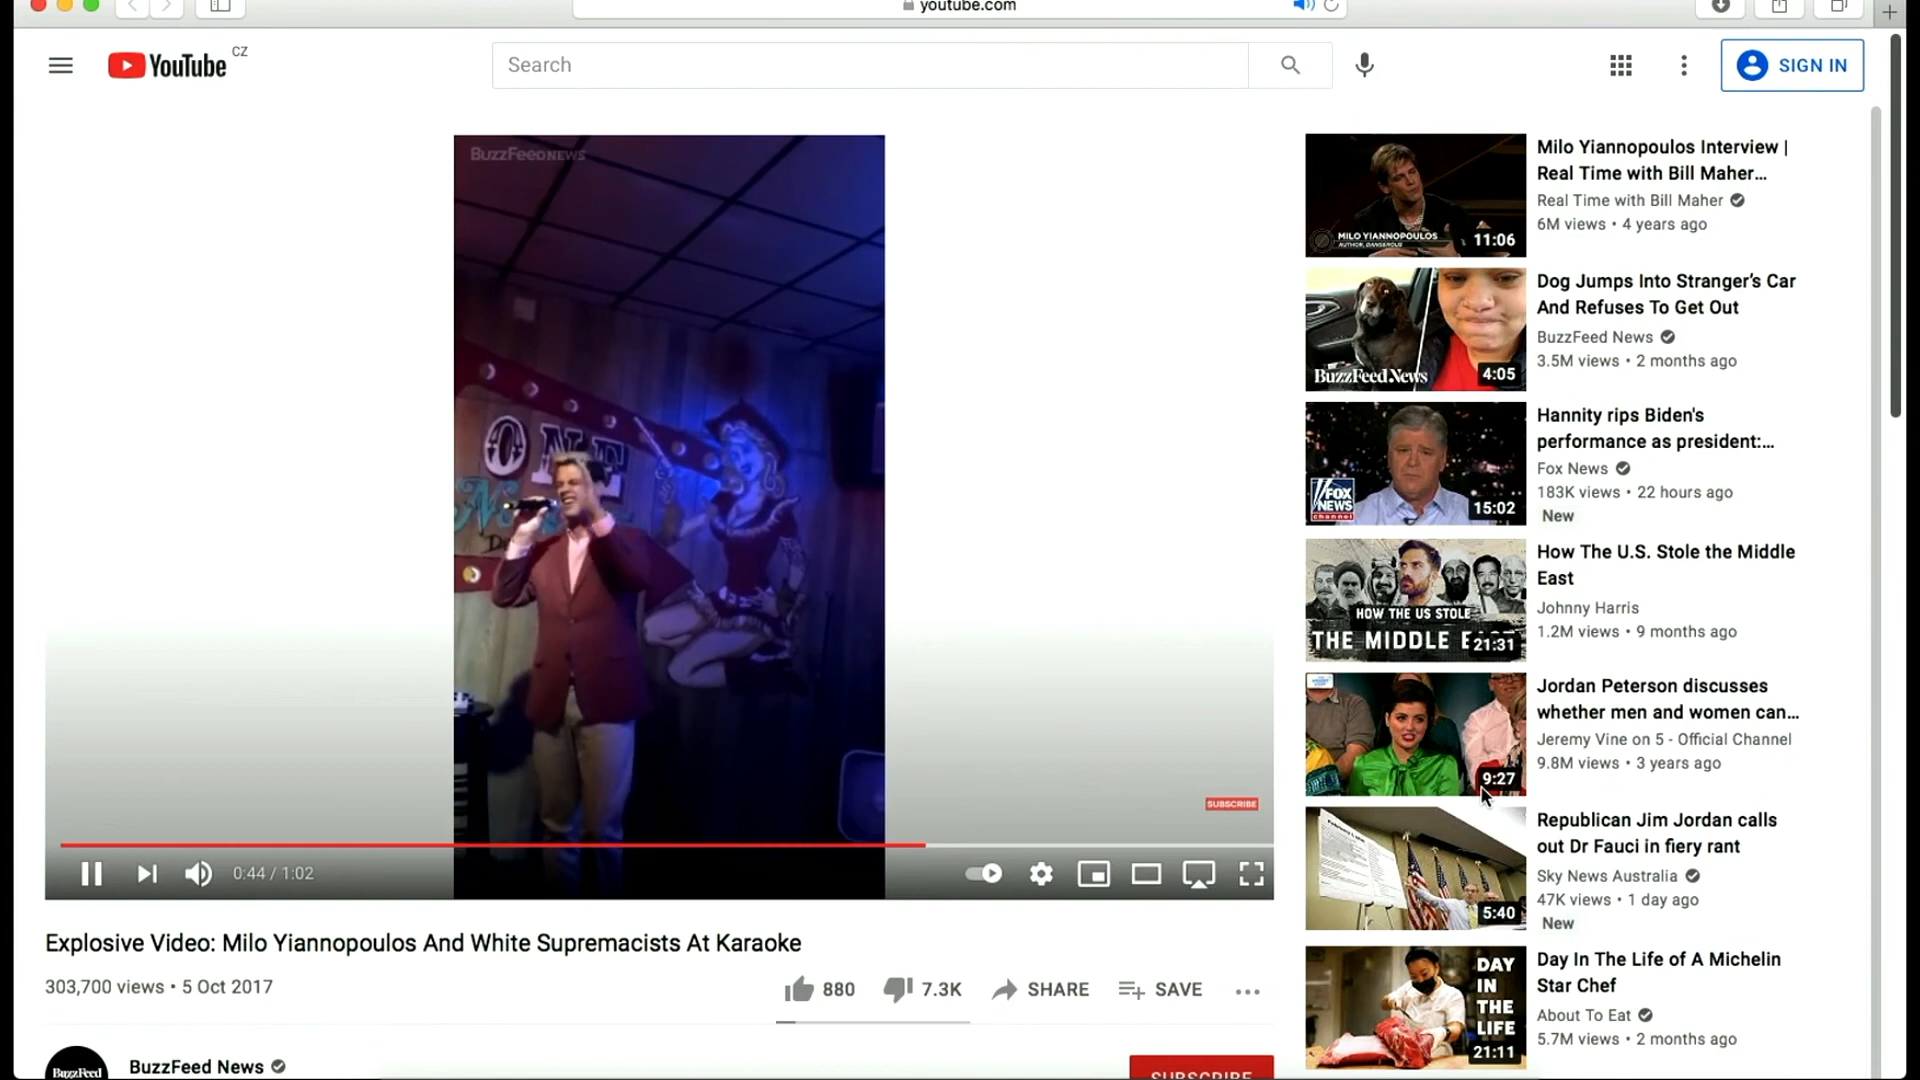 youtube.com
YouTube CZ
Search
SIGN IN
BuzzFeedNEWS
ONE
SUBSCRIBE
0:44 / 1:02
Explosive Video: Milo Yiannopoulos And White Supremacists At Karaoke
303,700 views • 5 Oct 2017
880
7.3K
SHARE
SAVE
BuzzFeed
BuzzFeed News
SUBSCRIBE
MILO YIANNOPOULOS
AUTHOR, DANGEROUS
11:06
Milo Yiannopoulos Interview |
Real Time with Bill Maher...
Real Time with Bill Maher
6M views • 4 years ago
BuzzFeedNews
4:05
Dog Jumps Into Stranger's Car
And Refuses To Get Out
BuzzFeed News
3.5M views • 2 months ago
FOX
NEWS
channel
15:02
Hannity rips Biden's
performance as president:...
Fox News
183K views • 22 hours ago
New
HOW THE US STOLE
THE MIDDLE E
21:31
How The U.S. Stole the Middle
East
Johnny Harris
1.2M views • 9 months ago
9:27
Jordan Peterson discusses
whether men and women can...
Jeremy Vine on 5 - Official Channel
9.8M views • 3 years ago
5:40
Republican Jim Jordan calls
out Dr Fauci in fiery rant
Sky News Australia
47K views • 1 day ago
New
DAY
IN
THE
LIFE
21:11
Day In The Life of A Michelin
Star Chef
About To Eat
5.7M views • 2 months ago